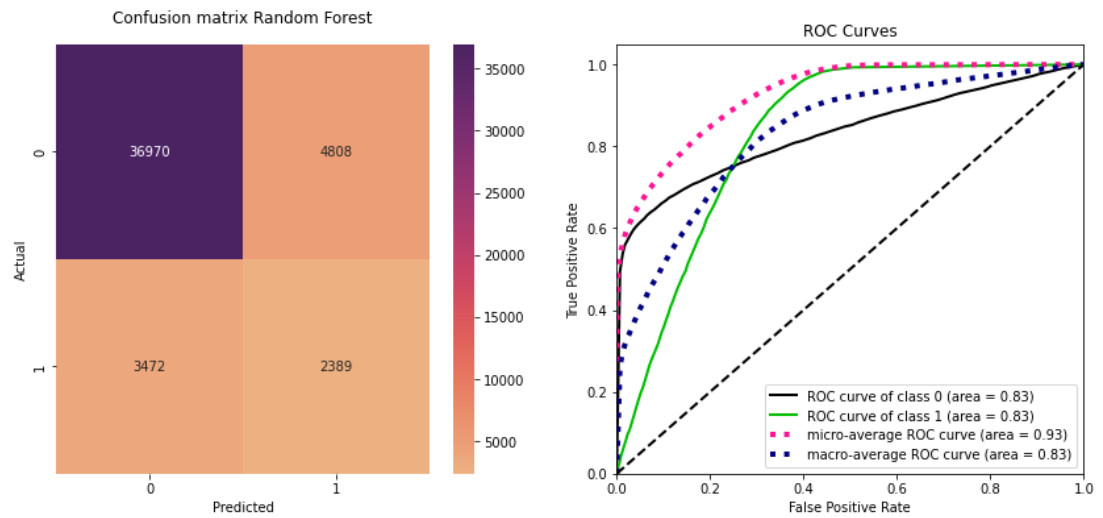 Confusion matrix Random Forest
36970
4808
3472
2389
0
1
Actual
0
1
Predicted
35000
30000
25000
20000
15000
10000
5000
ROC Curves
1.0
0.8
0.6
0.4
0.2
0.0
True Positive Rate
0.0
0.2
0.4
0.6
0.8
1.0
False Positive Rate
ROC curve of class 0 (area = 0.83)
ROC curve of class 1 (area = 0.83)
micro-average ROC curve (area = 0.93)
macro-average ROC curve (area = 0.83)